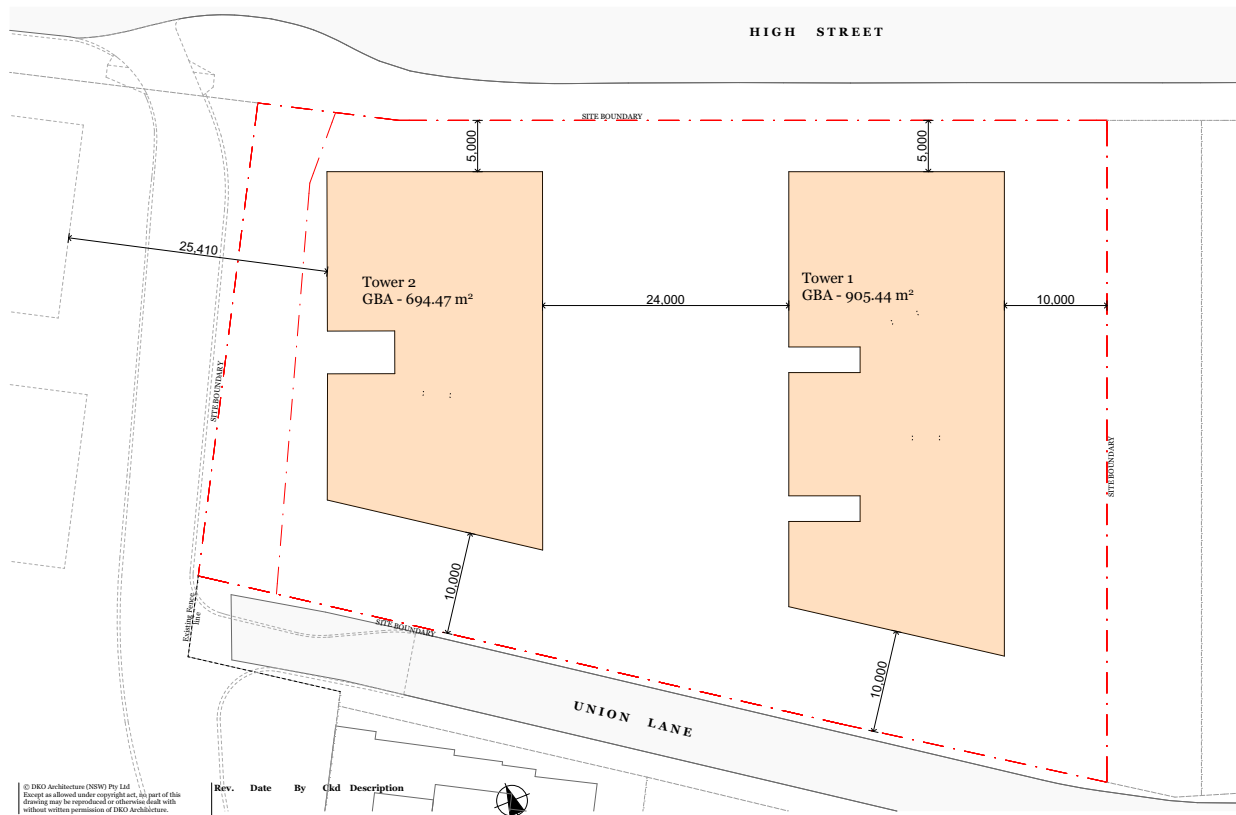 HIGH STREET
SITE BOUNDARY
5,000
5,000
25,410
Tower 2
GBA - 694.47 m²
24,000
Tower 1
GBA - 905.44 m²
10,000
SITE BOUNDARY
SITE BOUNDARY
10,000
Existing Fence
line
SITE BOUNDARY
10,000
UNION LANE
© DKO Architecture (NSW) Pty Ltd
Except as allowed under copyright act, no part of this
drawing may be reproduced or otherwise dealt with
without written permission of DKO Architecture.
Rev. Date By Ckd Description